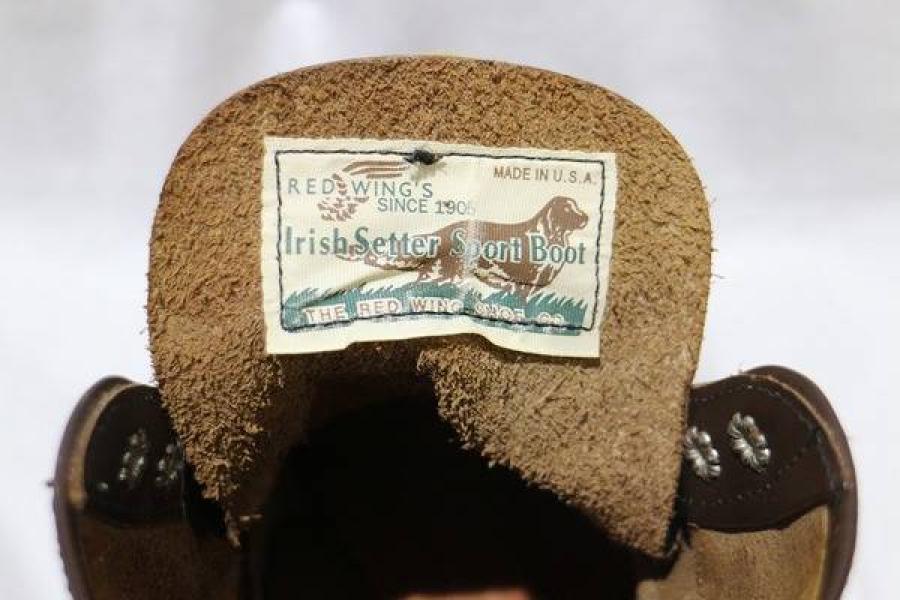 MADE IN U.S.A.
RED WING'S
SINCE 1905
Irish Setter Sport Boot
THE RED WING SHOE CO.